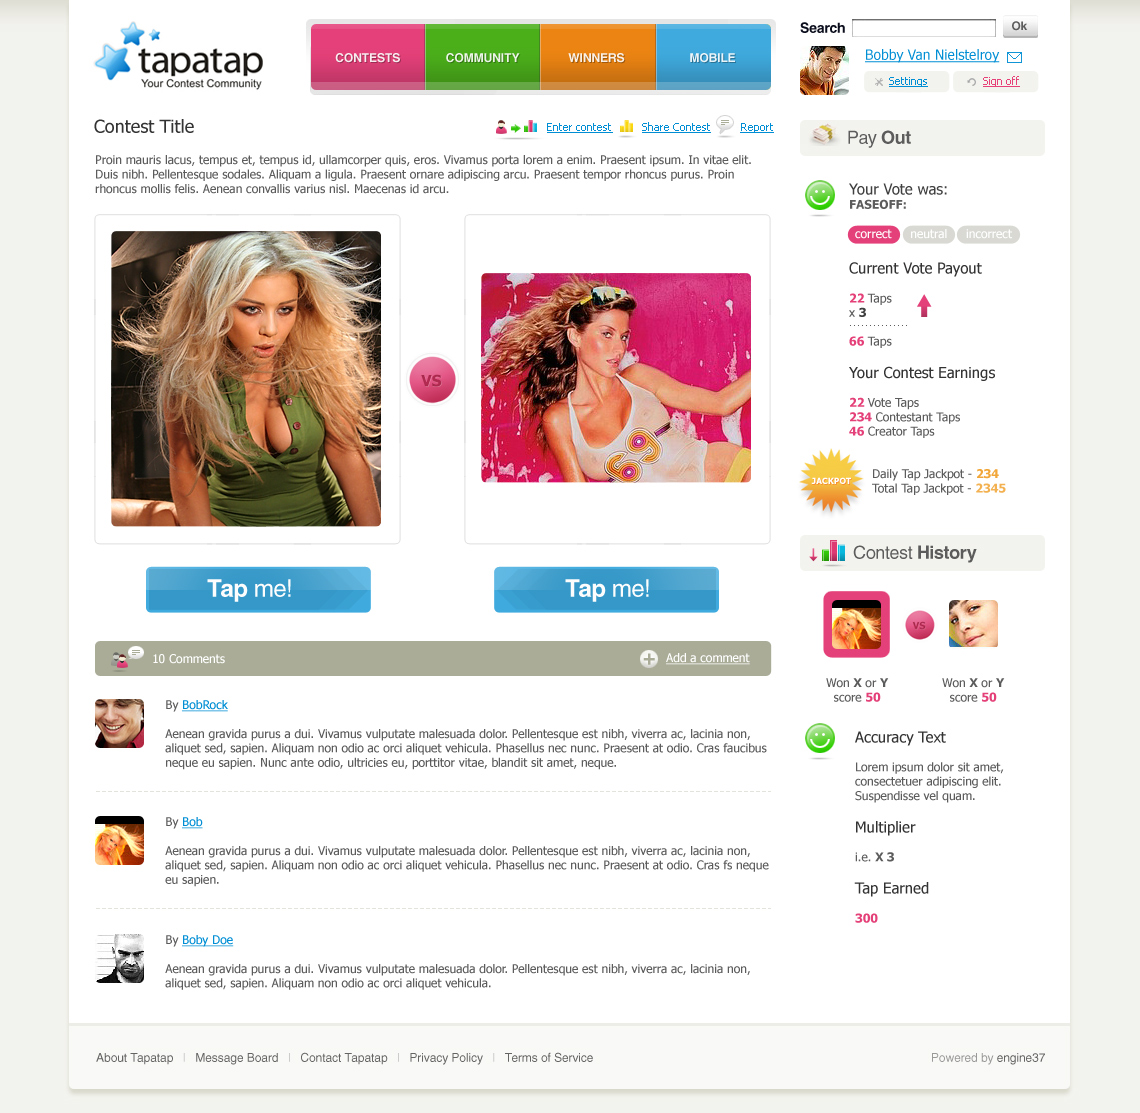 tapatap
Your Contest Community
CONTESTS
COMMUNITY
WINNERS
MOBILE
Search
Ok
Bobby Van Nielstelroy
Settings
Sign off
Contest Title
Enter contest
Share Contest
Report
Proin mauris lacus, tempus et, tempus id, ullamcorper quis, eros. Vivamus porta lorem a enim. Praesent ipsum. In vitae elit.
Duis nibh. Pellentesque sodales. Aliquam a ligula. Praesent ornare adipiscing arcu. Praesent tempor rhoncus purus. Proin
rhoncus mollis felis. Aenean convallis varius nisl. Maecenas id arcu.
VS
69
Tap me!
Tap me!
10 Comments
Add a comment
By BobRock
Aenean gravida purus a dui. Vivamus vulputate malesuada dolor. Pellentesque est nibh, viverra ac, lacinia non,
aliquet sed, sapien. Aliquam non odio ac orci aliquet vehicula. Phasellus nec nunc. Praesent at odio. Cras faucibus
neque eu sapien. Nunc ante odio, ultricies eu, porttitor vitae, blandit sit amet, neque.
By Bob
Aenean gravida purus a dui. Vivamus vulputate malesuada dolor. Pellentesque est nibh, viverra ac, lacinia non,
aliquet sed, sapien. Aliquam non odio ac orci aliquet vehicula. Phasellus nec nunc. Praesent at odio. Cras fs neque
eu sapien.
By Boby Doe
Aenean gravida purus a dui. Vivamus vulputate malesuada dolor. Pellentesque est nibh, viverra ac, lacinia non,
aliquet sed, sapien. Aliquam non odio ac orci aliquet vehicula.
Pay Out
Your Vote was:
FASEOFF:
correct
neutral
incorrect
Current Vote Payout
22 Taps
x 3
66 Taps
Your Contest Earnings
22 Vote Taps
234 Contestant Taps
46 Creator Taps
JACKPOT
Daily Tap Jackpot - 234
Total Tap Jackpot - 2345
Contest History
VS
Won X or Y
score 50
Won X or Y
score 50
Accuracy Text
Lorem ipsum dolor sit amet,
consectetuer adipiscing elit.
Suspendisse vel quam.
Multiplier
i.e. X 3
Tap Earned
300
About Tapatap
Message Board
Contact Tapatap
Privacy Policy
Terms of Service
Powered by engine37